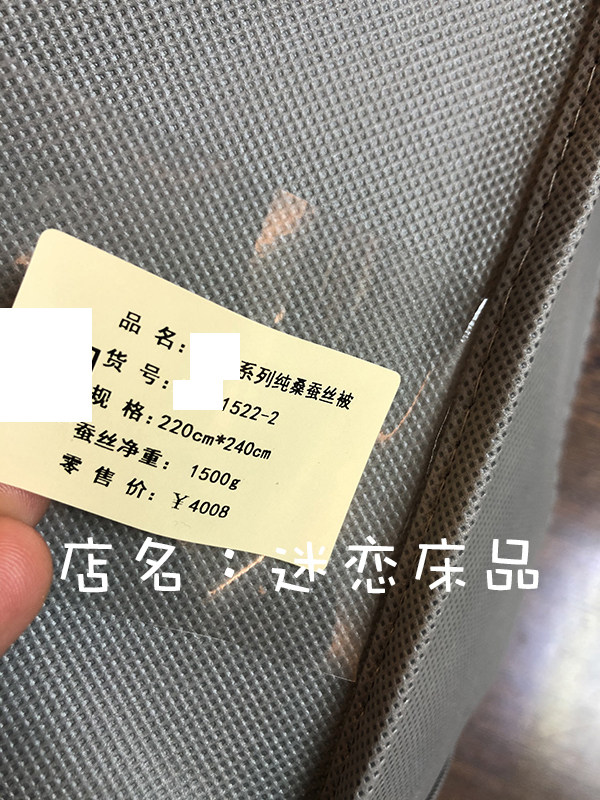 品 名: 系列纯桑蚕丝被
货 号: 1522-2
规 格: 220cm*240cm
蚕丝净重: 1500g
零 售 价: ￥4008
店名：迷恋床品